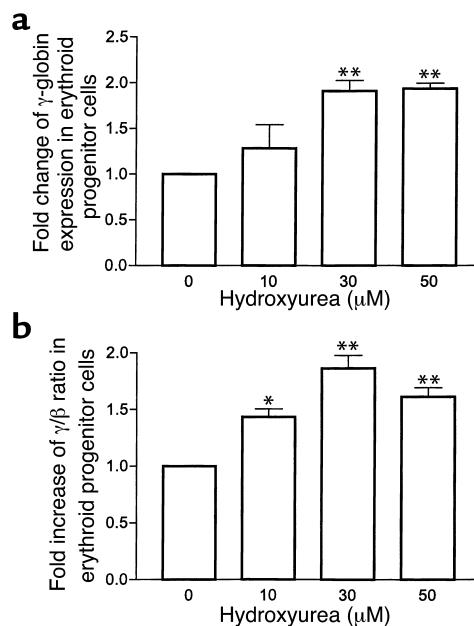 a
Fold change of γ-globin
expression in erythroid
progenitor cells
2.5
2.0
1.5
1.0
0.5
0.0
**
**
0
10
30
50
Hydroxyurea (μM)
b
Fold increase of γ/β ratio in
erythroid progenitor cells
2.0
1.5
1.0
0.5
0.0
*
**
**
0
10
30
50
Hydroxyurea (μM)